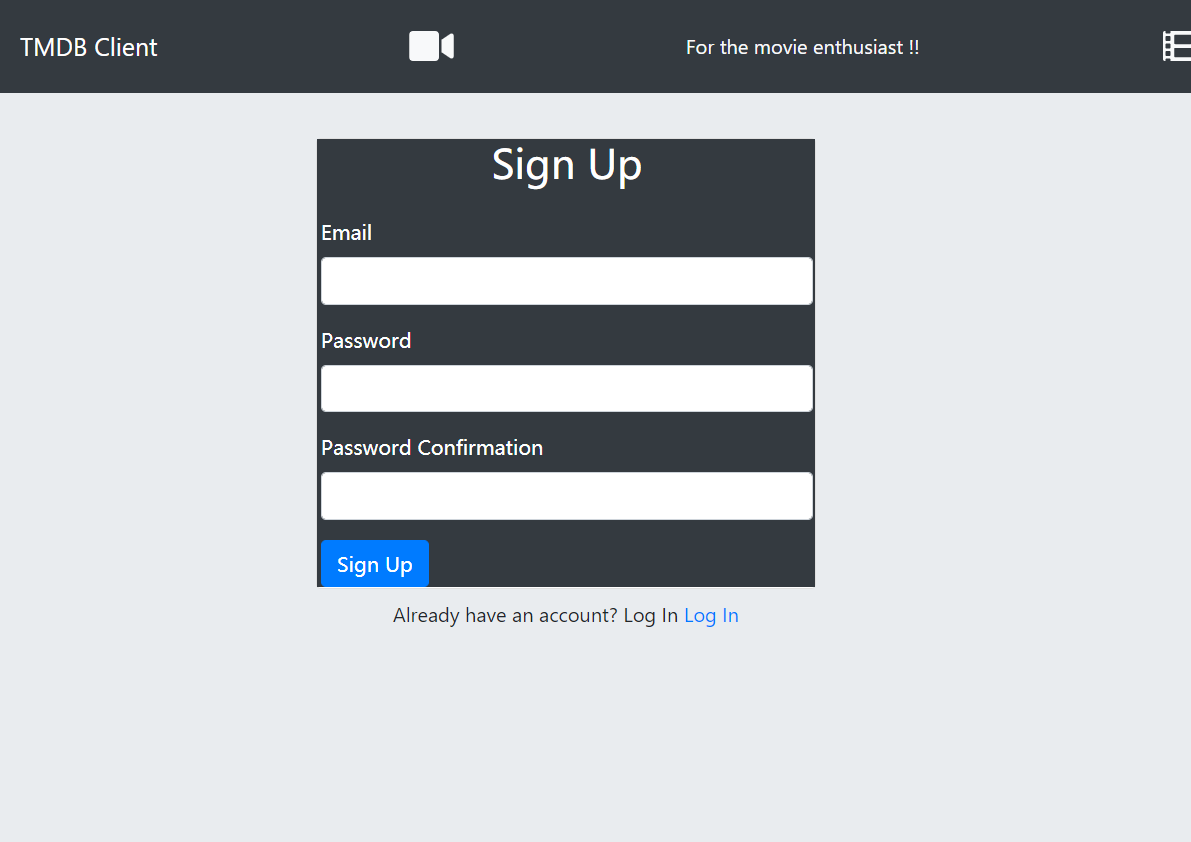 TMDB Client
For the movie enthusiast !!
Sign Up
Email
Password
Password Confirmation
Sign Up
Already have an account? Log In Log In